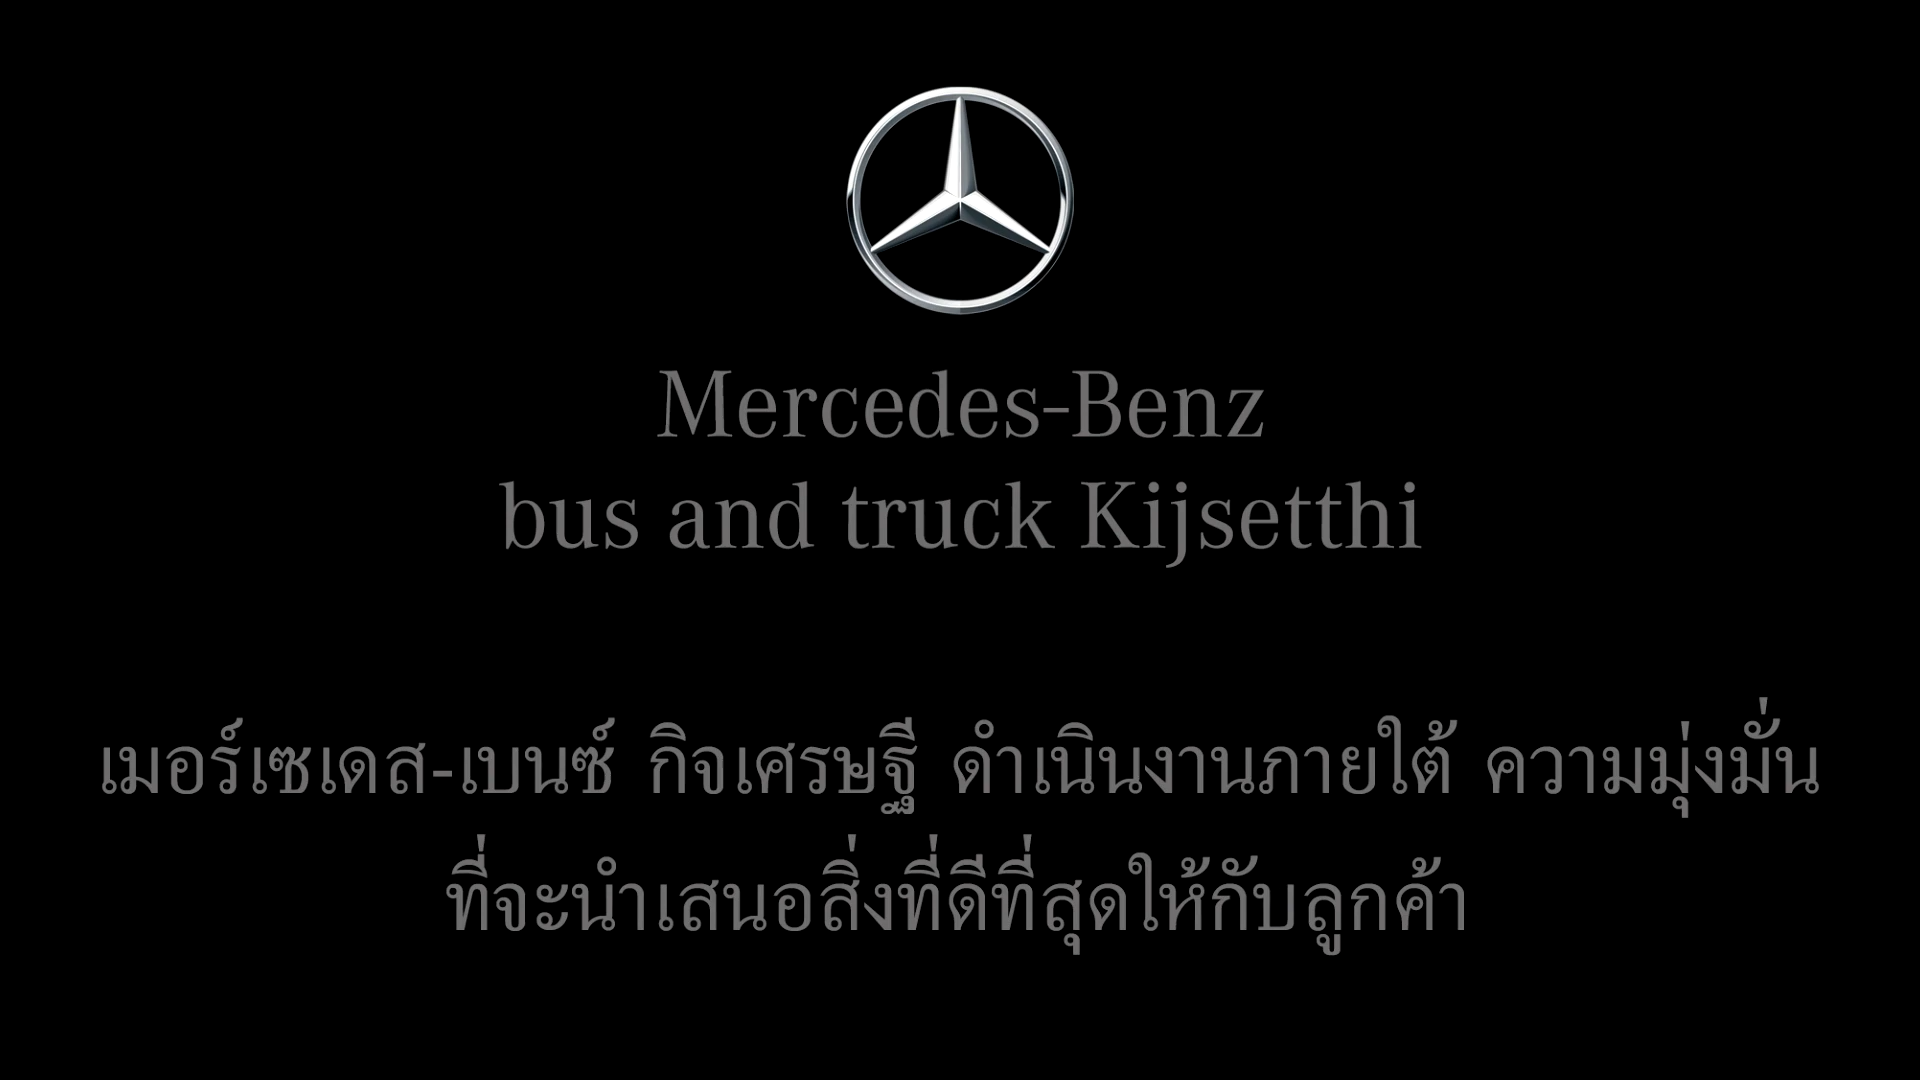 Mercedes-Benz
bus and truck Kijsetthi
เมอร์เซเดส-เบนซ์ กิจเศรษฐี ดำเนินงานภายใต้ ความมุ่งมั่น
ที่จะนำเสนอสิ่งที่ดีที่สุดให้กับลูกค้า